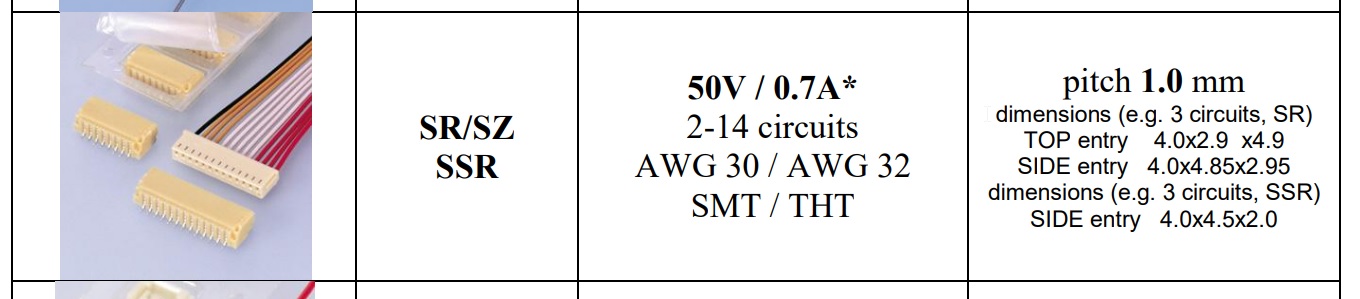 SR/SZ
SSR
50V / 0.7A*
2-14 circuits
AWG 30 / AWG 32
SMT / THT
pitch 1.0 mm
dimensions (e.g. 3 circuits, SR)
TOP entry 4.0x2.9 x4.9
SIDE entry 4.0x4.85x2.95
dimensions (e.g. 3 circuits, SSR)
SIDE entry 4.0x4.5x2.0